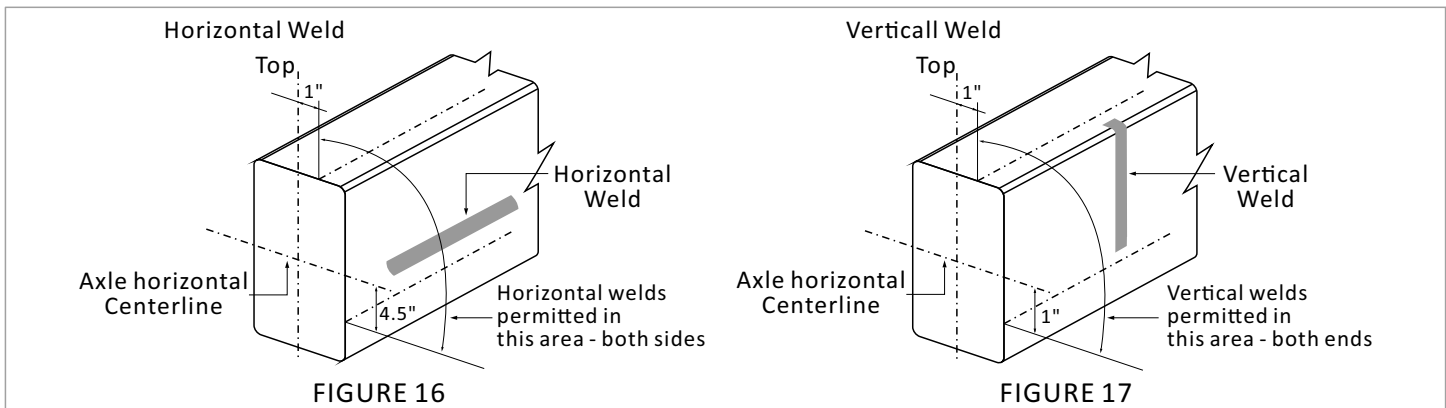 Horizontal Weld
Top
1"
Horizontal
Weld
Axle horizontal
Centerline
4.5"
Horizontal welds
permitted in
this area - both sides
FIGURE 16
Verticall Weld
Top
1"
Vertical
Weld
Axle horizontal
Centerline
1"
Vertical welds
permitted in
this area - both ends
FIGURE 17